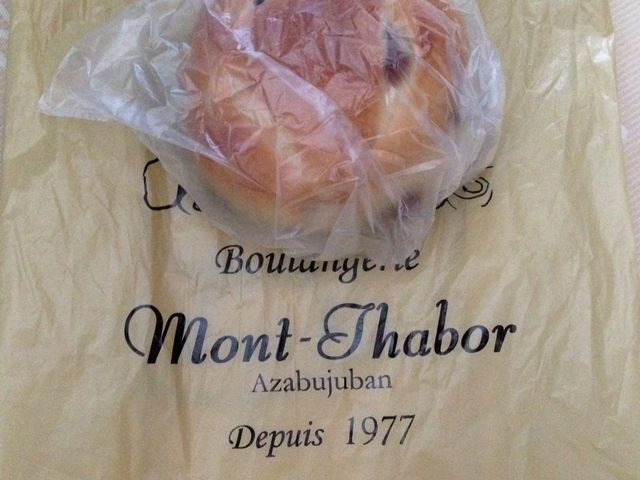 Boulangerie
Mont-Thabor
Azabujuban
Depuis 1977